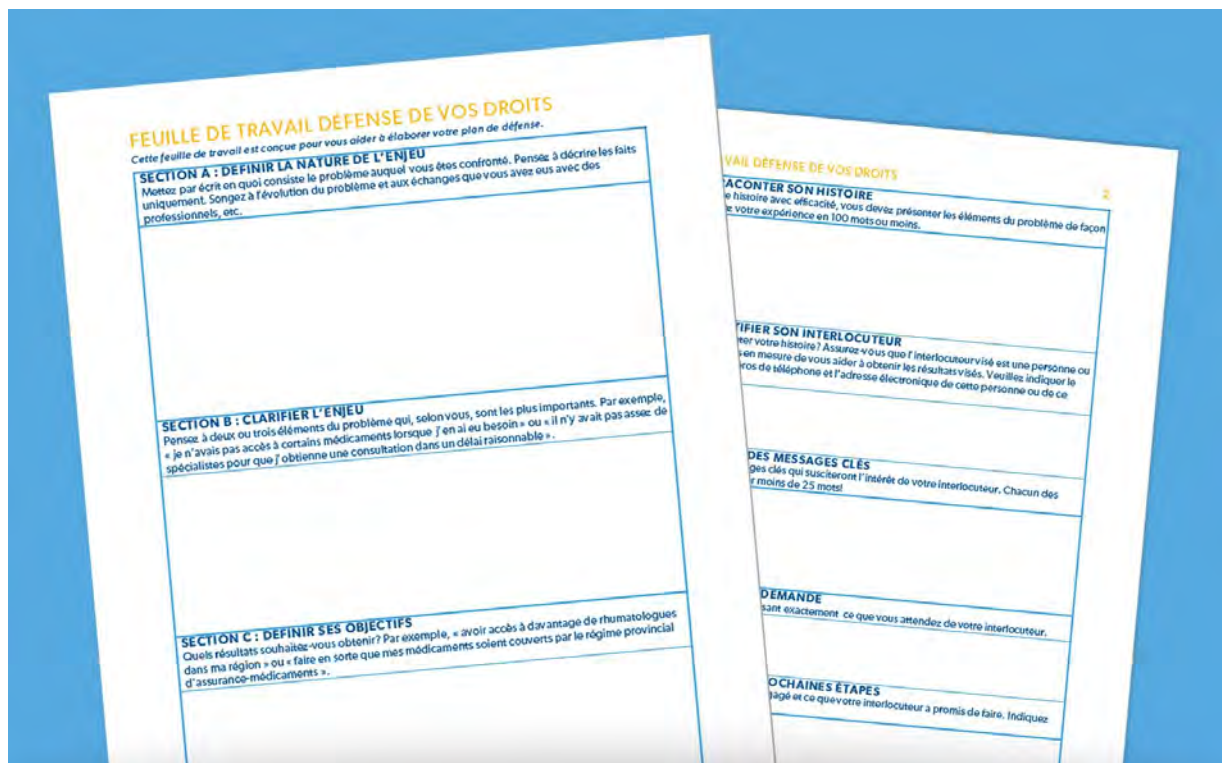 FEUILLE DE TRAVAIL DÉFENSE DE VOS DROITS
Cette feuille de travail est conçue pour vous aider à élaborer votre plan de défense.
SECTION A : DEFINIR LA NATURE DE L'ENJEU
Mettez par écrit en quoi consiste le problème auquel vous êtes confronté. Pensez à décrire les faits
uniquement. Songez à l'évolution du problème et aux échanges que vous avez eus avec des
professionnels, etc.
SECTION B : CLARIFIER L'ENJEU
Pensez à deux ou trois éléments du problème qui, selon vous, sont les plus importants. Par exemple,
« je n'avais pas accès à certains médicaments lorsque j'en ai eu besoin » ou « il n'y avait pas assez de
spécialistes pour que j'obtienne une consultation dans un délai raisonnable ».
SECTION C : DEFINIR SES OBJECTIFS
Quels résultats souhaitez-vous obtenir? Par exemple, « avoir accès à davantage de rhumatologues
dans ma région » ou « faire en sorte que mes médicaments soient couverts par le régime provincial
d'assurance-médicaments ».
VAIL DÉFENSE DE VOS DROITS
2
ACONTER SON HISTOIRE
e histoire avec efficacité, vous devez présenter les éléments du problème de façon
votre expérience en 100 mots ou moins.
TIFIER SON INTERLOCUTEUR
ter votre histoire? Assurez-vous que l'interlocuteur visé est une personne ou
en mesure de vous aider à obtenir les résultats visés. Veuillez indiquer le
ros de téléphone et l'adresse électronique de cette personne ou de ce
DES MESSAGES CLÉS
ges clés qui susciteront l'intérêt de votre interlocuteur. Chacun des
r moins de 25 mots!
DEMANDE
sant exactement ce que vous attendez de votre interlocuteur.
OCHAINES ÉTAPES
gagé et ce que votre interlocuteur a promis de faire. Indiquez